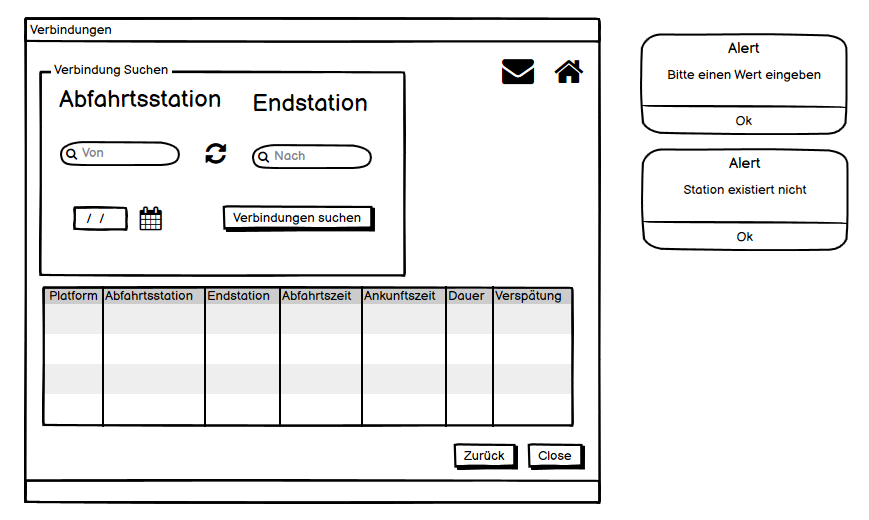 Verbindungen
Verbindung Suchen
Abfahrtsstation
Endstation
Von
Nach
/ /
Verbindungen suchen
Platform Abfahrtsstation Endstation Abfahrtszeit Ankunftszeit Dauer Verspätung
Zurück
Close
Alert
Bitte einen Wert eingeben
Ok
Alert
Station existiert nicht
Ok